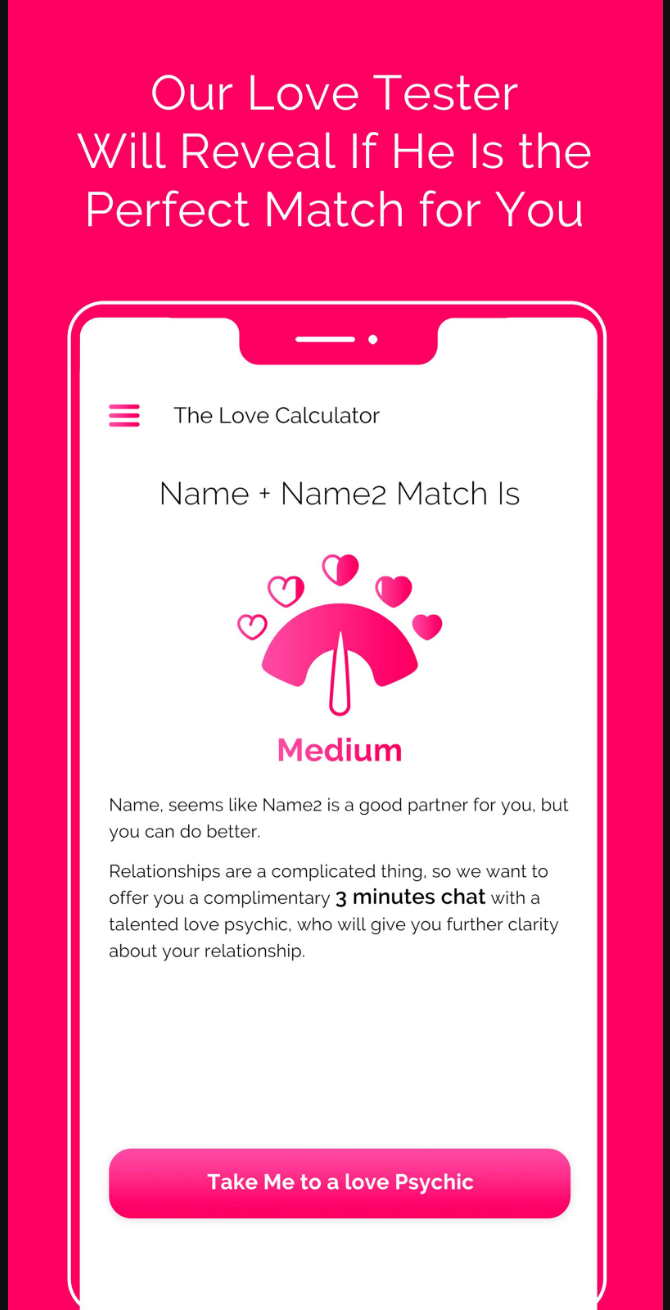 Our Love Tester
Will Reveal If He Is the
Perfect Match for You
The Love Calculator
Name + Name2 Match Is
Medium
Name, seems like Name2 is a good partner for you, but
you can do better.
Relationships are a complicated thing, so we want to
offer you a complimentary 3 minutes chat with a
talented love psychic, who will give you further clarity
about your relationship.
Take Me to a love Psychic